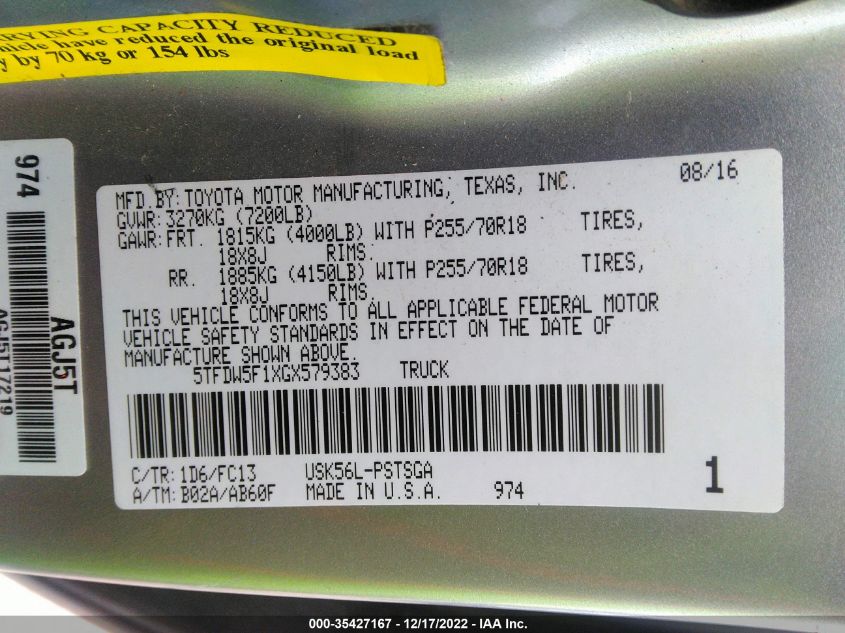 RYING CAPACITY REDUCED
hicle have reduced the original load
y by 70 kg or 154 lbs
974
AGJ5T
AGJ5117219
MFD.BY:TOYOTA MOTOR MANUFACTURING, TEXAS, INC. 08/16
GVWR:3270KG (7200LB)
GAWR:FRT. 1815KG (4000LB) WITH P255/70R18 TIRES,
18X8J RIMS.
RR. 1885KG (4150LB) WITH P255/70R18 TIRES,
18X8J RIMS.
THIS VEHICLE CONFORMS TO ALL APPLICABLE FEDERAL MOTOR
VEHICLE SAFETY STANDARDS IN EFFECT ON THE DATE OF
MANUFACTURE SHOWN ABOVE.
5TFDW5F1XGX579383 TRUCK
C/TR:1D6/FC13 USK56L-PSTSGA
A/TM:B02A/AB60F MADE IN U.S.A. 974
1
000-35427167 - 12/17/2022 - IAA Inc.